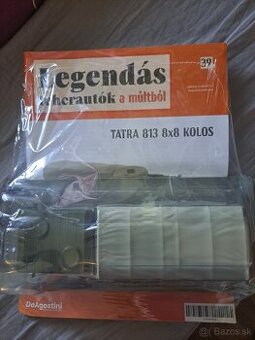 Legendás
39
teherautók a múltból
TATRA 813 8x8 KOLOS
DeAgostini
Bazos.sk